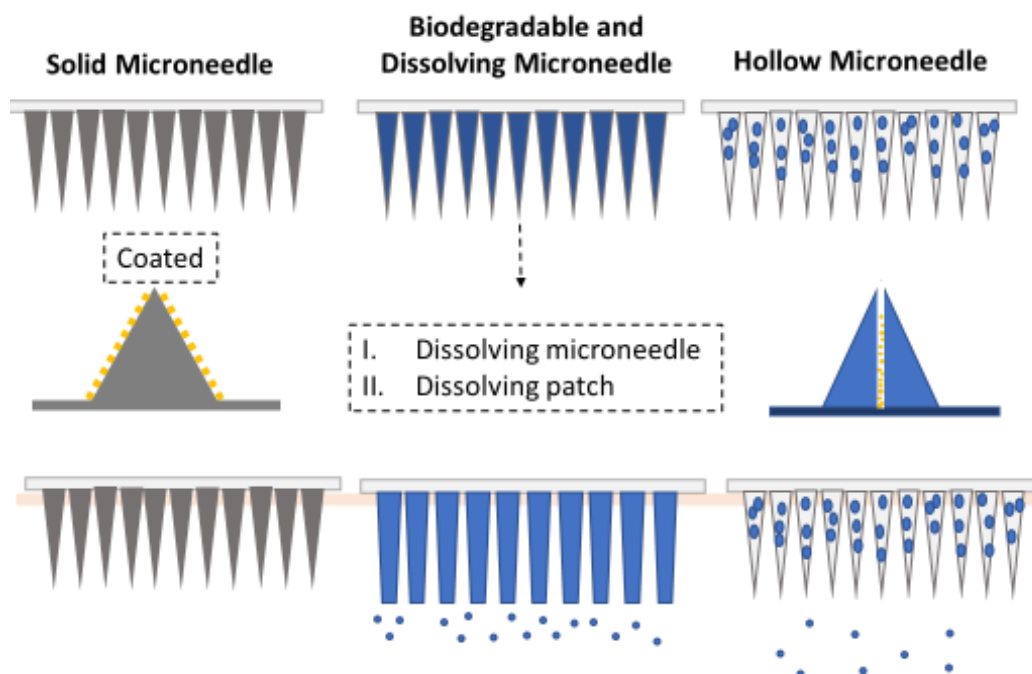 Solid Microneedle
Biodegradable and
Dissolving Microneedle
Hollow Microneedle
Coated
I. Dissolving microneedle
II. Dissolving patch